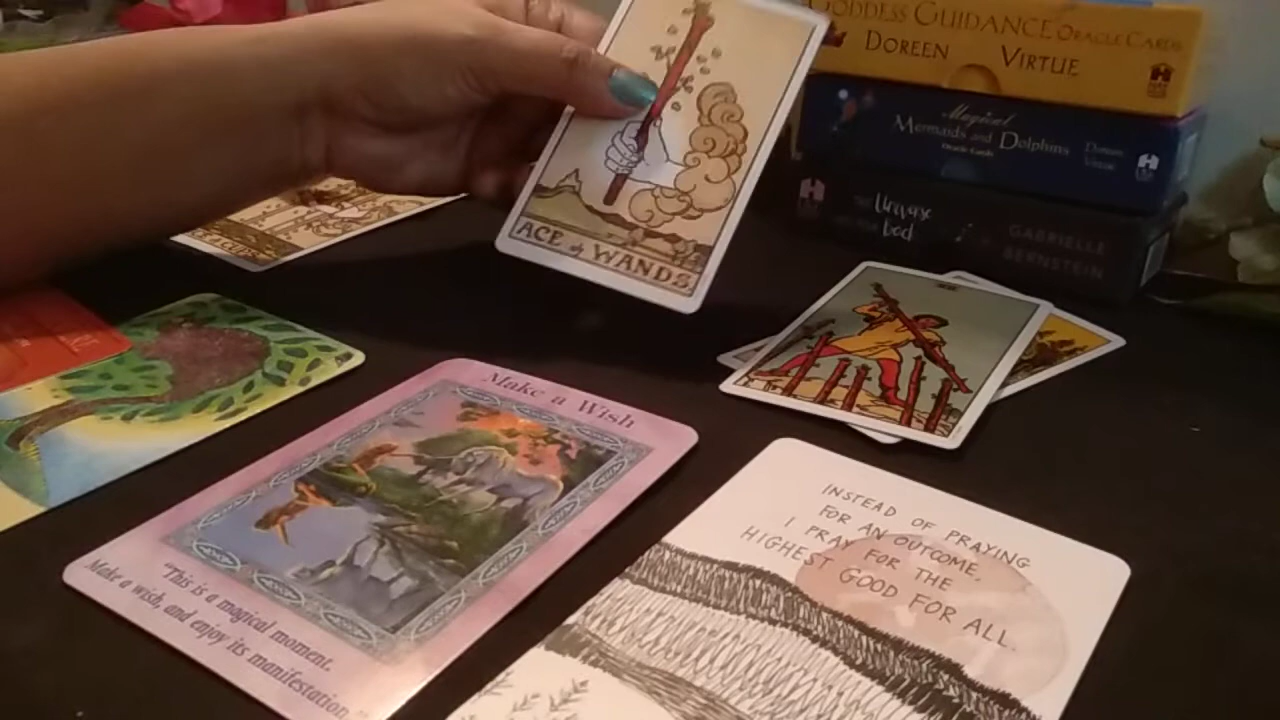 GODDESS GUIDANCE ORACLE CARDS
DOREEN VIRTUE
Magical
Mermaids and Dolphins
Oracle Cards
Doreen
Virtue
Universe
GABRIELLE
BERNSTEIN
ACE of WANDS
Make a Wish
"This is a magical moment.
Make a wish, and enjoy its manifestation."
INSTEAD OF PRAYING
FOR AN OUTCOME,
I PRAY FOR THE
HIGHEST GOOD FOR ALL.